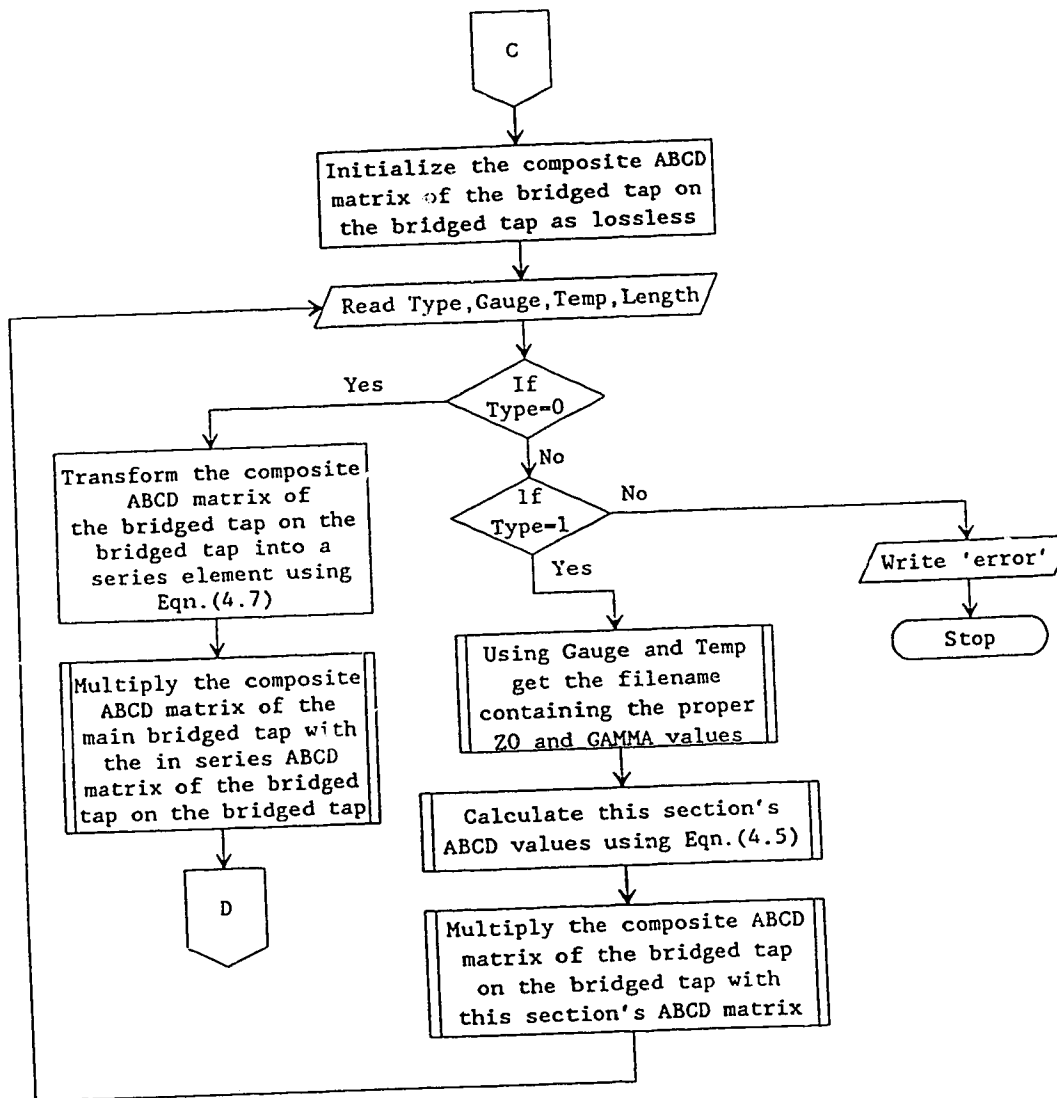 C
Initialize the composite ABCD
matrix of the bridged tap on
the bridged tap as lossless
Read Type,Gauge,Temp,Length
If
Type=0
Yes
No
Transform the composite
ABCD matrix of
the bridged tap on the
bridged tap into a
series element using
Eqn.(4.7)
Multiply the composite
ABCD matrix of the
main bridged tap with
the in series ABCD
matrix of the bridged
tap on the bridged tap
D
If
Type=1
No
Yes
Write 'error'
Stop
Using Gauge and Temp
get the filename
containing the proper
ZO and GAMMA values
Calculate this section's
ABCD values using Eqn.(4.5)
Multiply the composite ABCD
matrix of the bridged tap
on the bridged tap with
this section's ABCD matrix